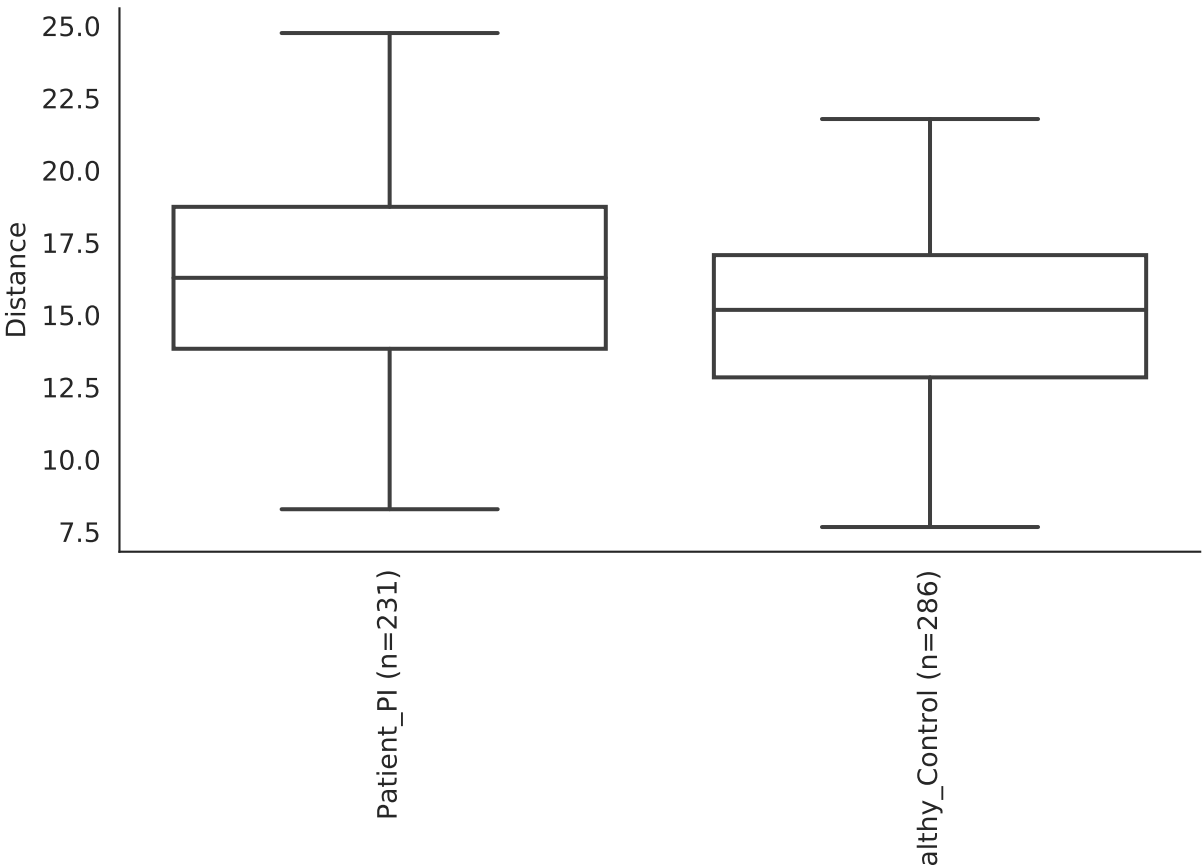 25.0
22.5
20.0
17.5
15.0
12.5
10.0
7.5
Distance
Patient_PI (n=231)
althy_Control (n=286)